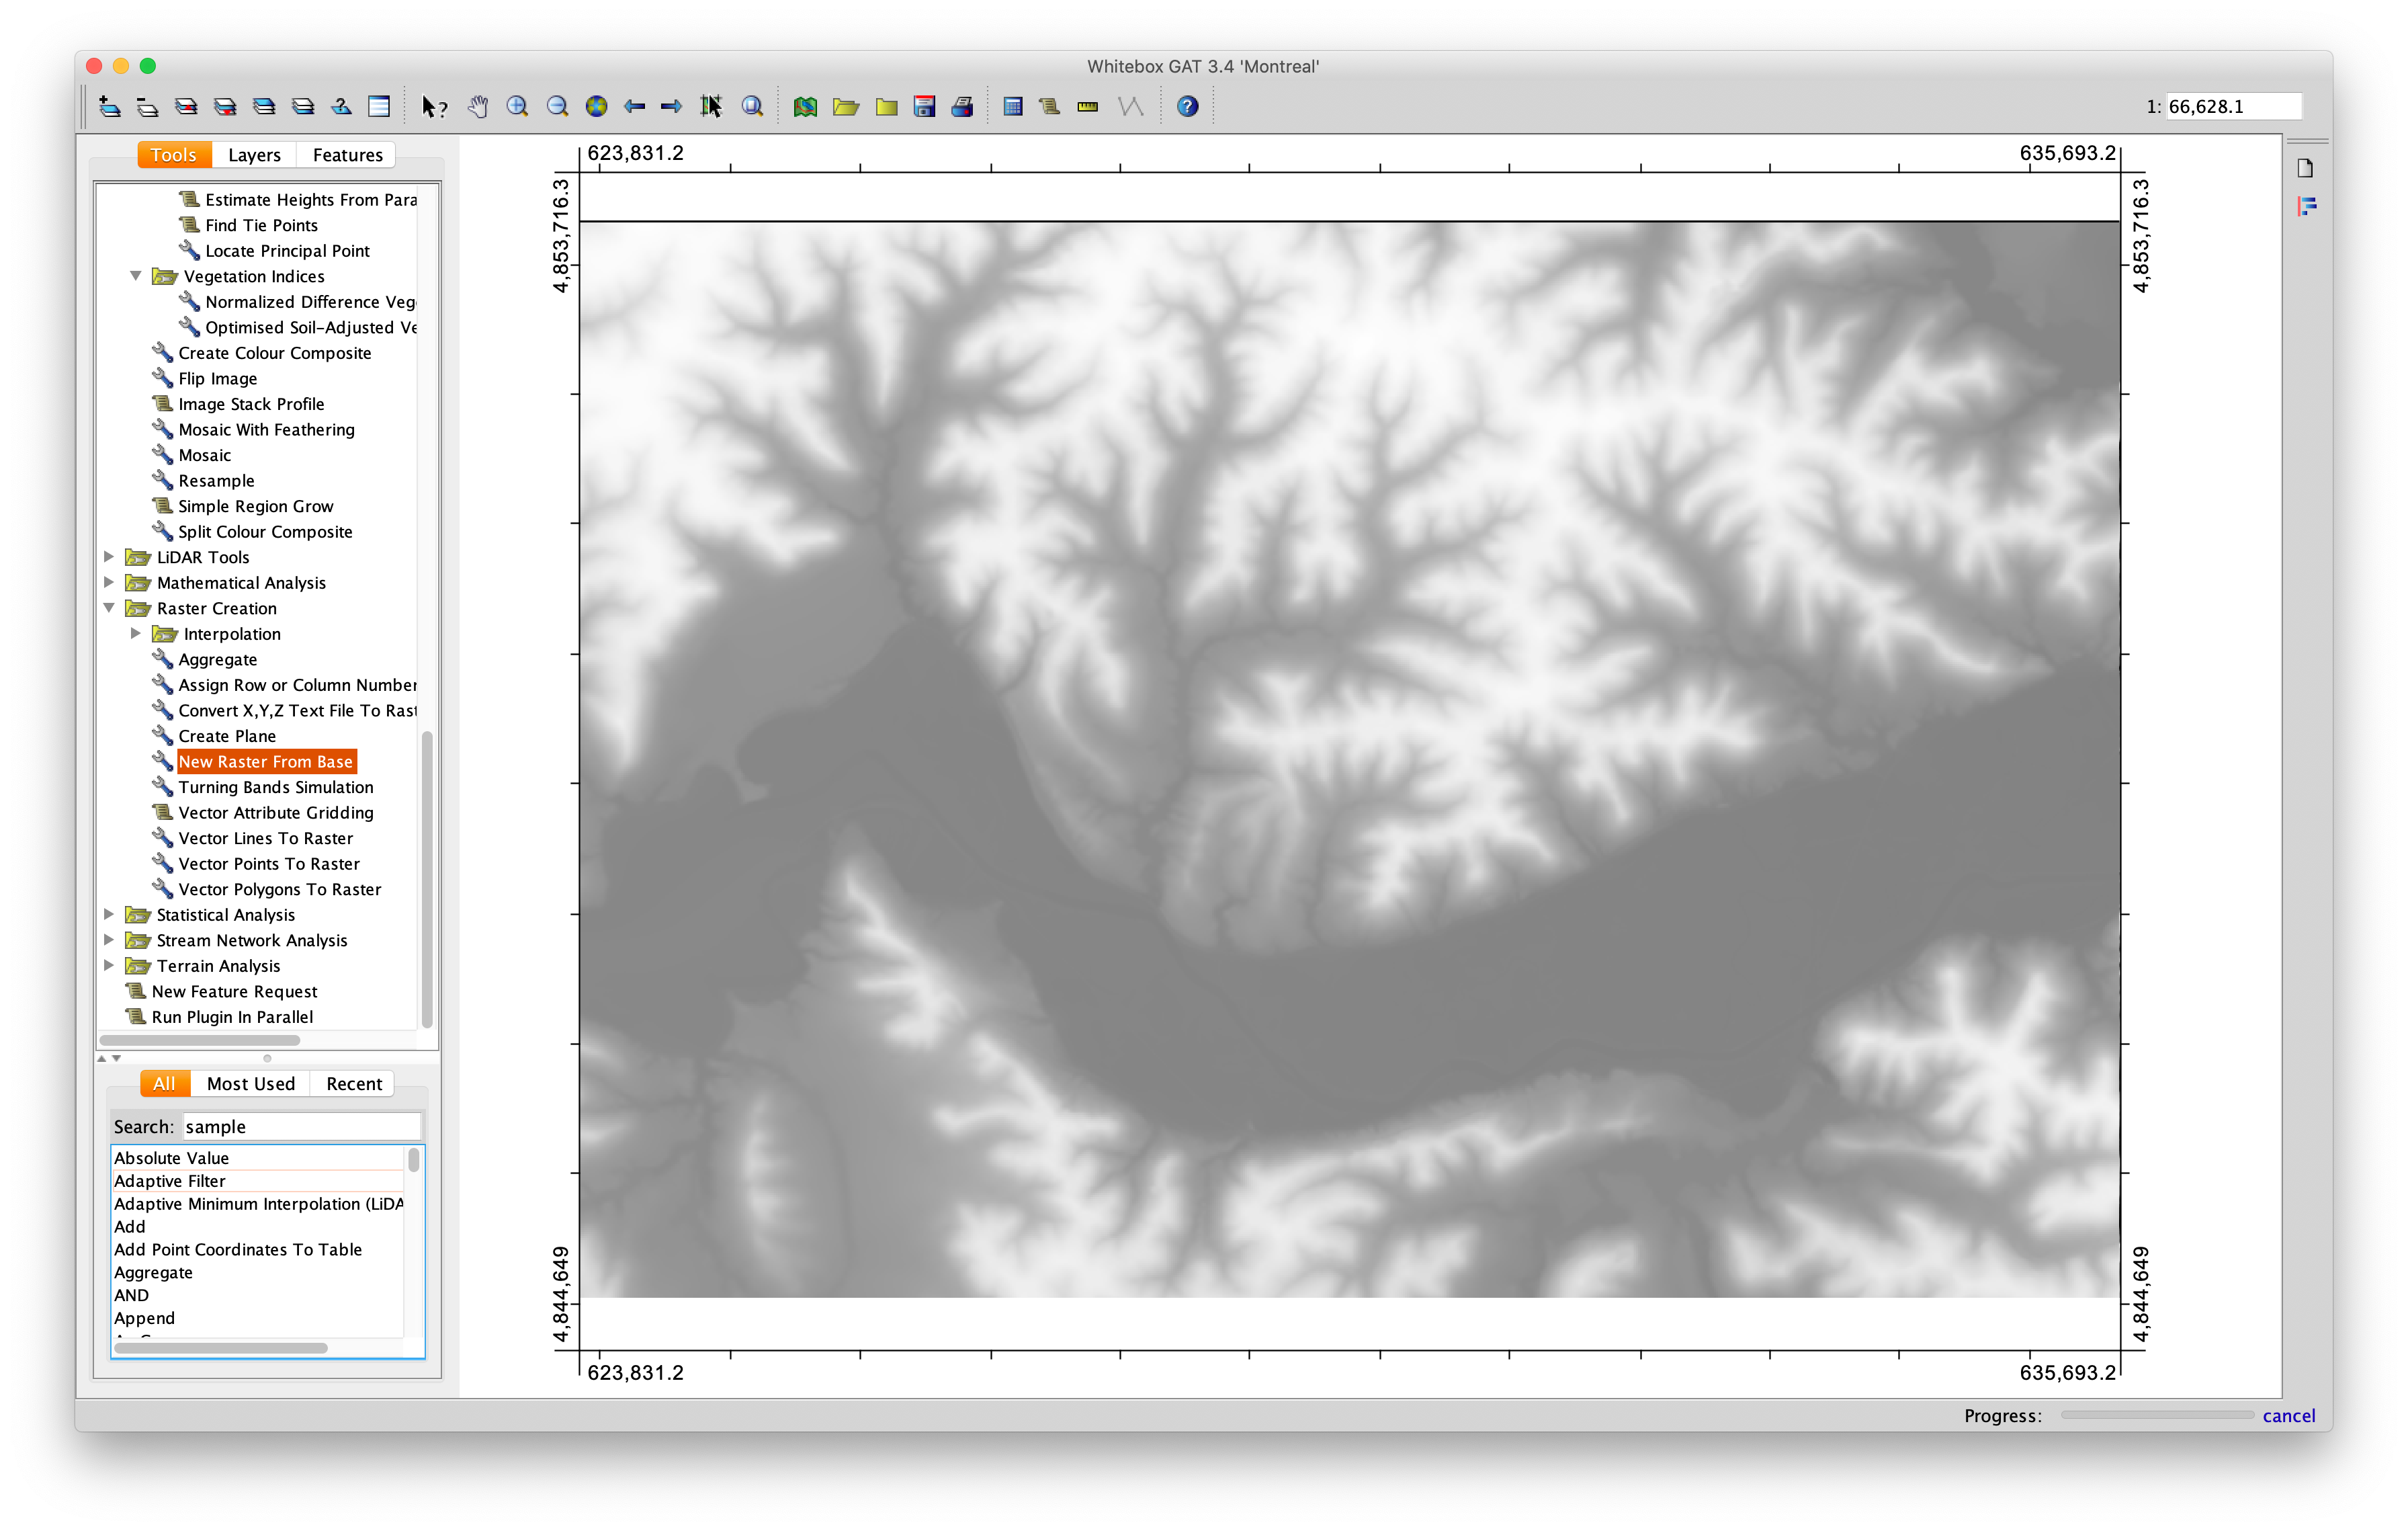 Whitebox GAT 3.4 'Montreal'
1: 66,628.1
Tools Layers Features
Estimate Heights From Para
Find Tie Points
Locate Principal Point
Vegetation Indices
Normalized Difference Veg
Optimised Soil-Adjusted Ve
Create Colour Composite
Flip Image
Image Stack Profile
Mosaic With Feathering
Mosaic
Resample
Simple Region Grow
Split Colour Composite
LiDAR Tools
Mathematical Analysis
Raster Creation
Interpolation
Aggregate
Assign Row or Column Number
Convert X,Y,Z Text File To Rast
Create Plane
New Raster From Base
Turning Bands Simulation
Vector Attribute Gridding
Vector Lines To Raster
Vector Points To Raster
Vector Polygons To Raster
Statistical Analysis
Stream Network Analysis
Terrain Analysis
New Feature Request
Run Plugin In Parallel
All Most Used Recent
Search: sample
Absolute Value
Adaptive Filter
Adaptive Minimum Interpolation (LiDA
Add
Add Point Coordinates To Table
Aggregate
AND
Append
623,831.2
635,693.2
4,853,716.3
4,853,716.3
4,844,649
4,844,649
623,831.2
635,693.2
Progress:
cancel